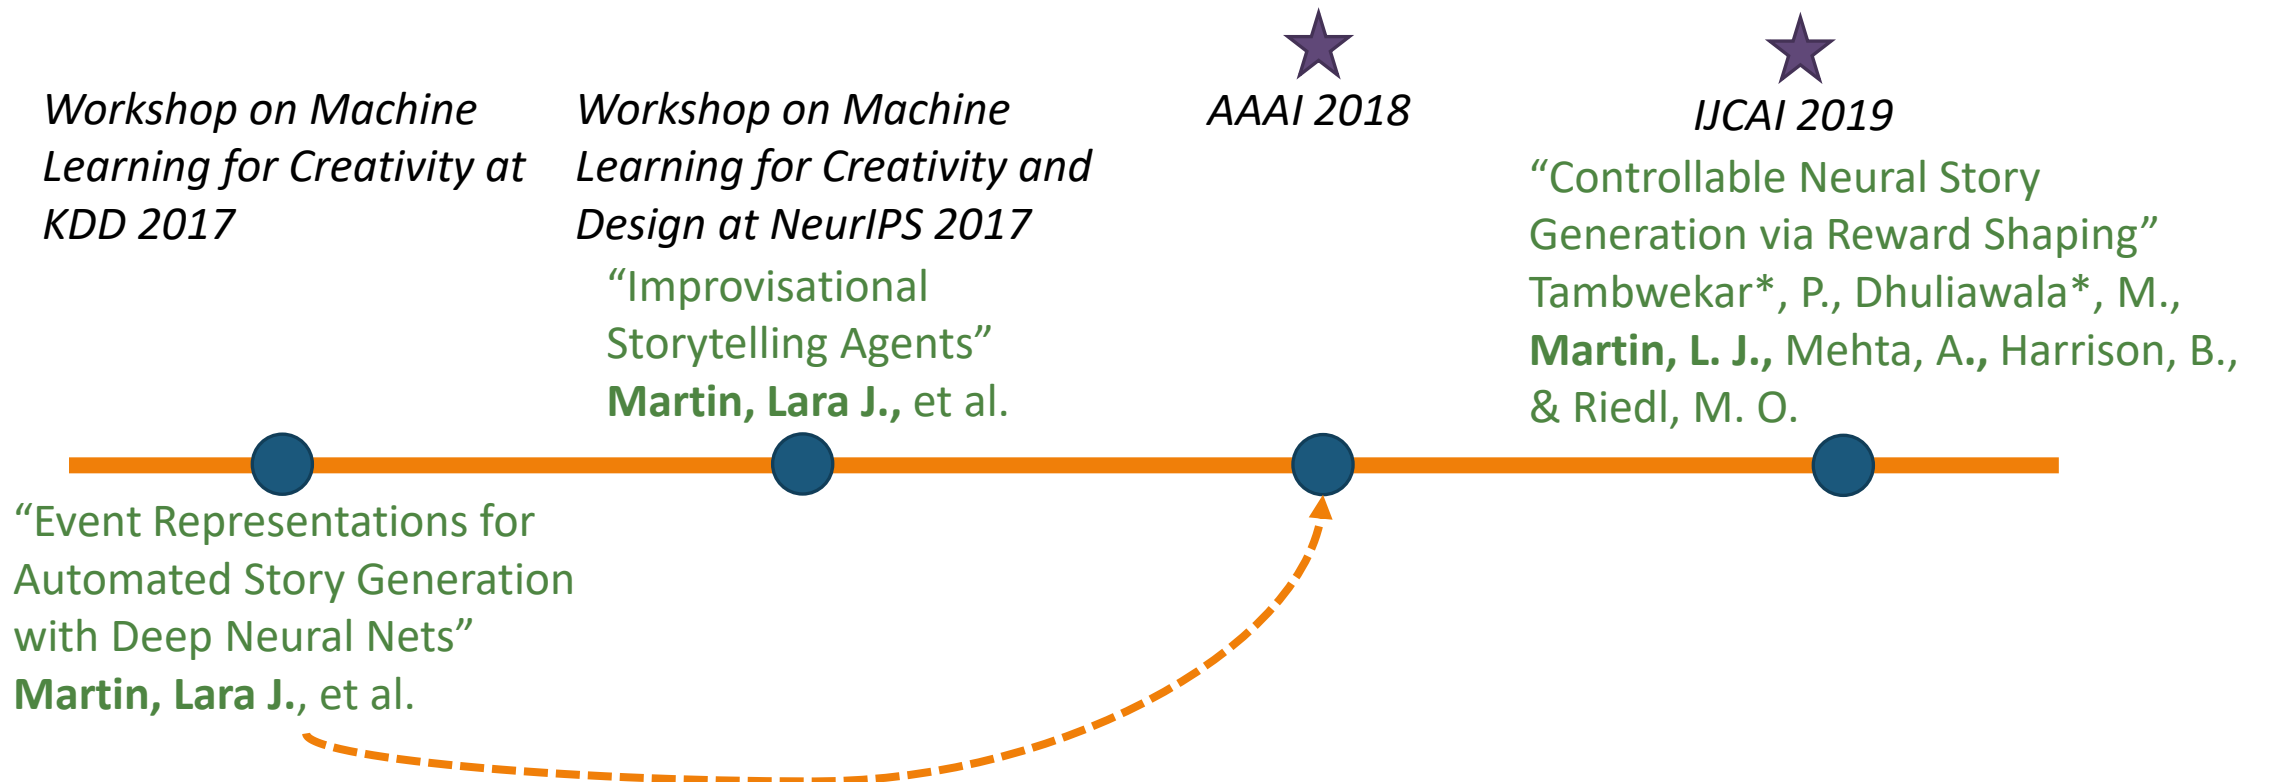 Workshop on Machine
Learning for Creativity at
KDD 2017
“Event Representations for
Automated Story Generation
with Deep Neural Nets”
Martin, Lara J., et al.
Workshop on Machine
Learning for Creativity and
Design at NeurIPS 2017
“Improvisational
Storytelling Agents”
Martin, Lara J., et al.
AAAI 2018
IJCAI 2019
“Controllable Neural Story
Generation via Reward Shaping”
Tambwekar*, P., Dhuliawala*, M.,
Martin, L. J., Mehta, A., Harrison, B.,
& Riedl, M. O.